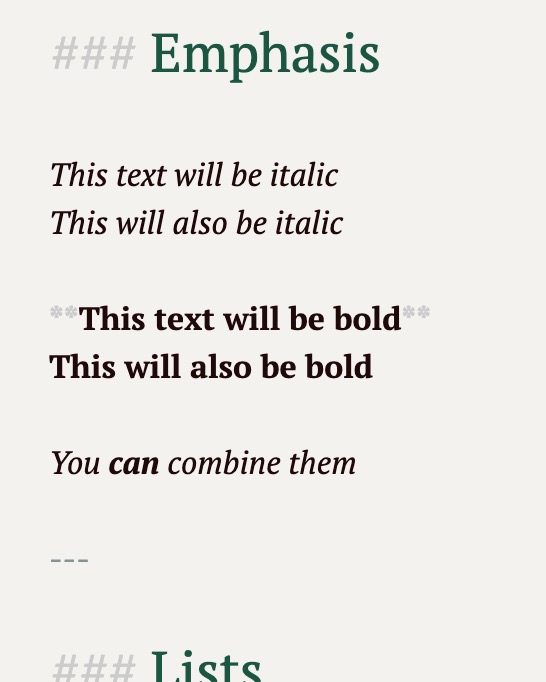 ### Emphasis
This text will be italic
This will also be italic
**This text will be bold**
This will also be bold
You can combine them
---
### Lists